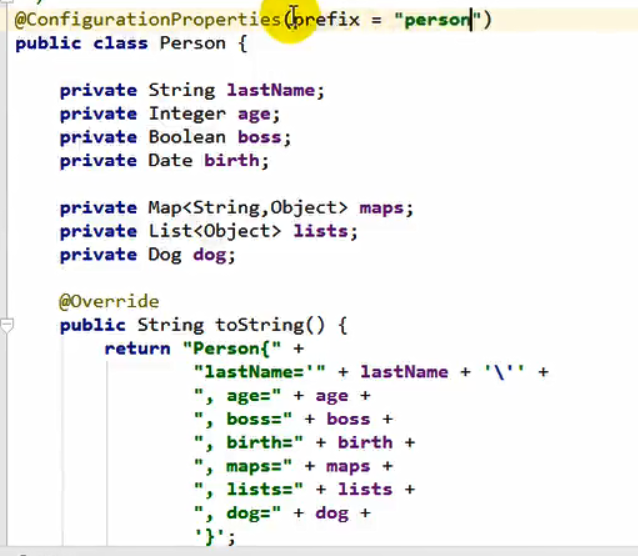 @ConfigurationProperties(prefix = "person")
public class Person {
private String lastName;
private Integer age;
private Boolean boss;
private Date birth;
private Map<String,Object> maps;
private List<Object> lists;
private Dog dog;
@Override
public String toString() {
return "Person{" +
"lastName='" + lastName + '\'' +
", age=" + age +
", boss=" + boss +
", birth=" + birth +
", maps=" + maps +
", lists=" + lists +
", dog=" + dog +
'}';